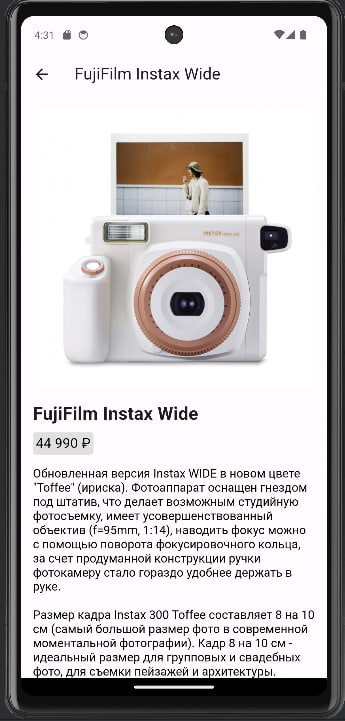 4:31
FujiFilm Instax Wide
FujiFilm Instax Wide
44 990 ₽
Обновленная версия Instax WIDE в новом цвете
"Toffee" (ириска). Фотоаппарат оснащен гнездом
под штатив, что делает возможным студийную
фотосъемку, имеет усовершенствованный
объектив (f=95mm, 1:14), наводить фокус можно
с помощью поворота фокусировочного кольца,
за счет продуманной конструкции ручки
фотокамеру стало гораздо удобнее держать в
руке.
Размер кадра Instax 300 Toffee составляет 8 на 10
см (самый большой размер фото в современной
моментальной фотографии). Кадр 8 на 10 см -
идеальный размер для групповых и свадебных
фото, для съемки пейзажей и архитектуры.